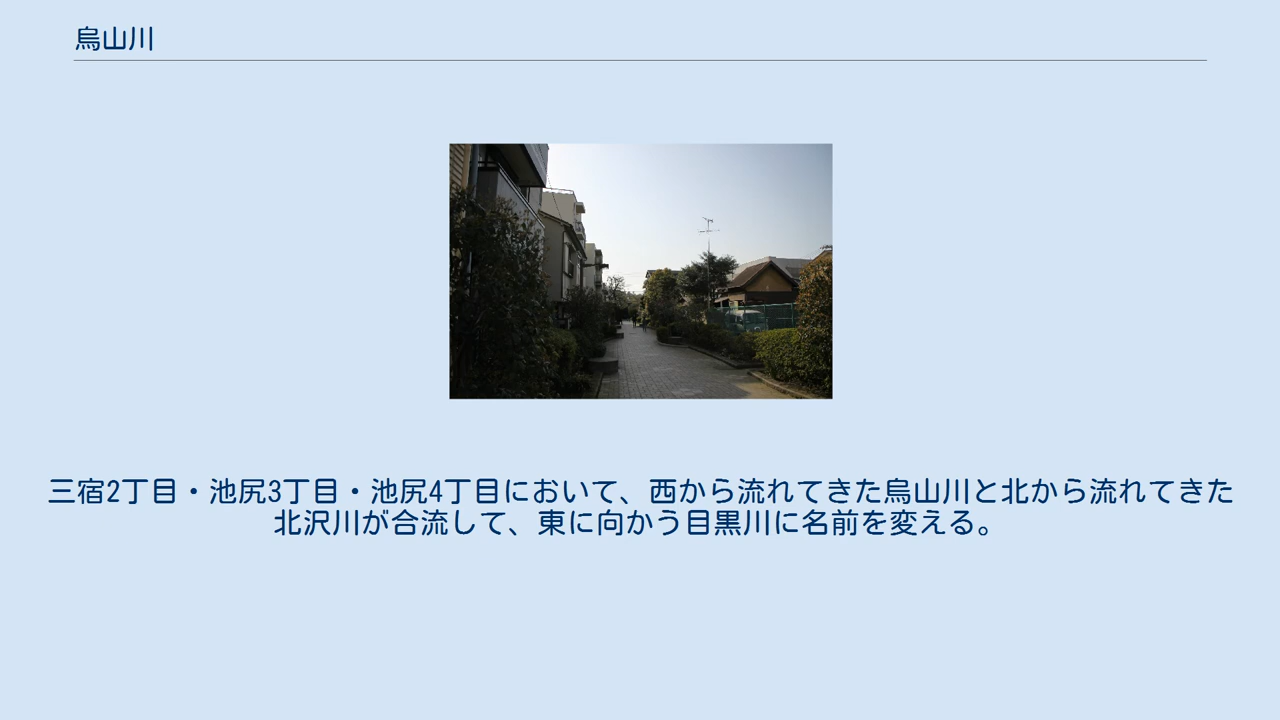 烏山川
三宿2丁目・池尻3丁目・池尻4丁目において、西から流れてきた烏山川と北から流れてきた
北沢川が合流して、東に向かう目黒川に名前を変える。